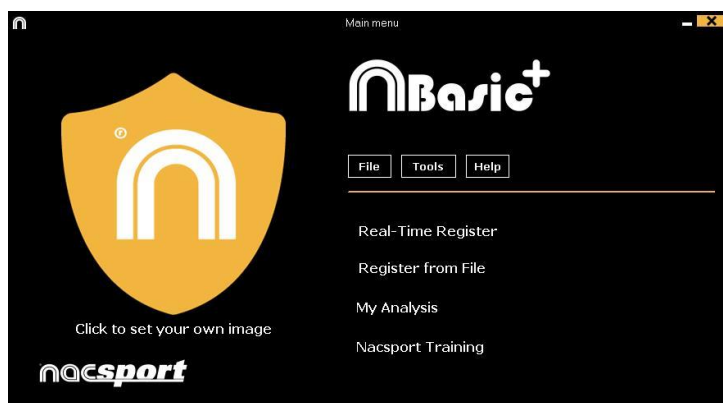 Main menu
nBasic+
File Tools Help
®
Real-Time Register
Register from File
My Analysis
Nacsport Training
Click to set your own image
nacsport